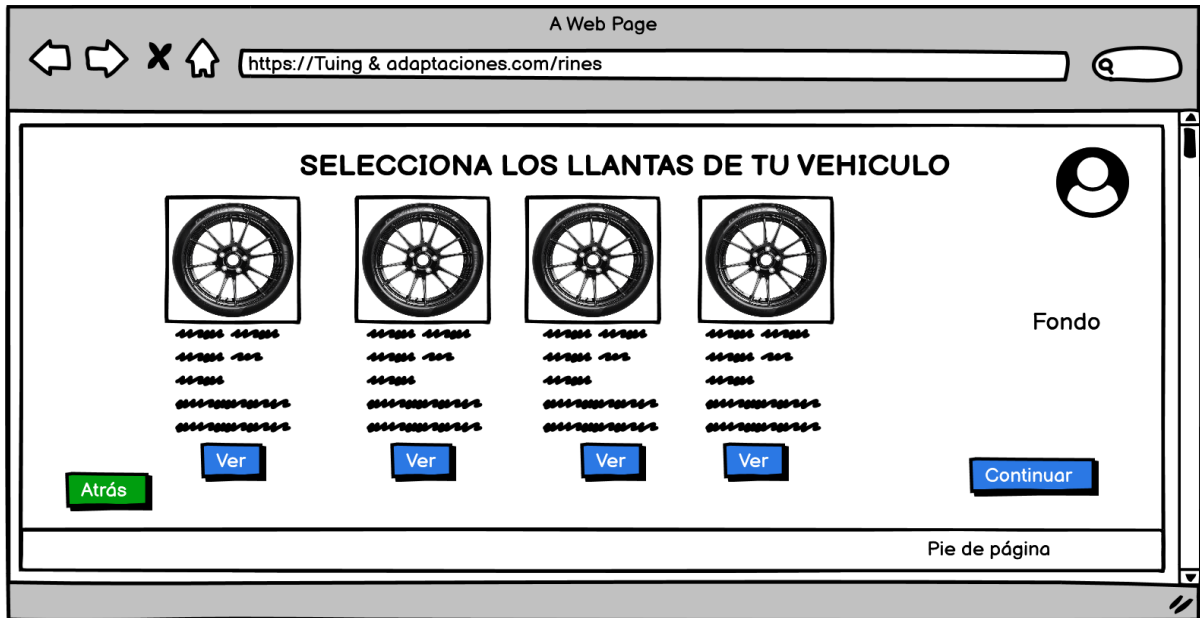 A Web Page
https://Tuing & adaptaciones.com/rines
SELECCIONA LOS LLANTAS DE TU VEHICULO
Fondo
Ver
Ver
Ver
Ver
Continuar
Atrás
Pie de página